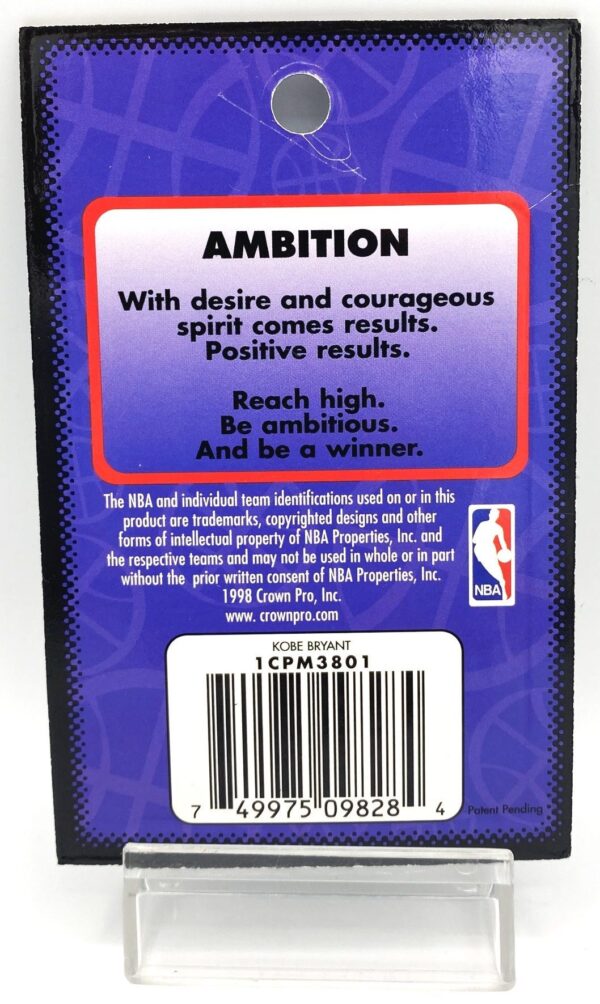 AMBITION
With desire and courageous
spirit comes results.
Positive results.
Reach high.
Be ambitious.
And be a winner.
The NBA and individual team identifications used on or in this
product are trademarks, copyrighted designs and other
forms of intellectual property of NBA Properties, Inc. and
the respective teams and may not be used in whole or in part
without the prior written consent of NBA Properties, Inc.
1998 Crown Pro, Inc.
www. crownpro.com
NBA
KOBE BRYANT
1CPM3801
7 49975 09828 4
Patent Pending